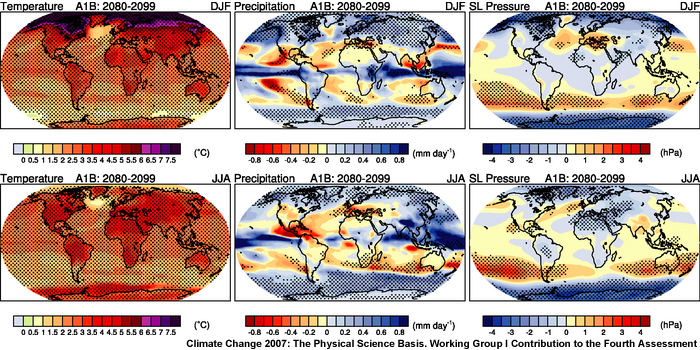 Temperature A1B: 2080-2099 DJF
Precipitation A1B: 2080-2099 DJF
SL Pressure A1B: 2080-2099 DJF
0 0.5 1 1.5 2 2.5 3 3.5 4 4.5 5 5.5 6 6.5 7 7.5 (°C)
-0.8 -0.6 -0.4 -0.2 0 0.2 0.4 0.6 0.8 (mm day-1)
-4 -3 -2 -1 0 1 2 3 4 (hPa)
Temperature A1B: 2080-2099 JJA
Precipitation A1B: 2080-2099 JJA
SL Pressure A1B: 2080-2099 JJA
0 0.5 1 1.5 2 2.5 3 3.5 4 4.5 5 5.5 6 6.5 7 7.5 (°C)
-0.8 -0.6 -0.4 -0.2 0 0.2 0.4 0.6 0.8 (mm day-1)
-4 -3 -2 -1 0 1 2 3 4 (hPa)
Climate Change 2007: The Physical Science Basis. Working Group I Contribution to the Fourth Assessment